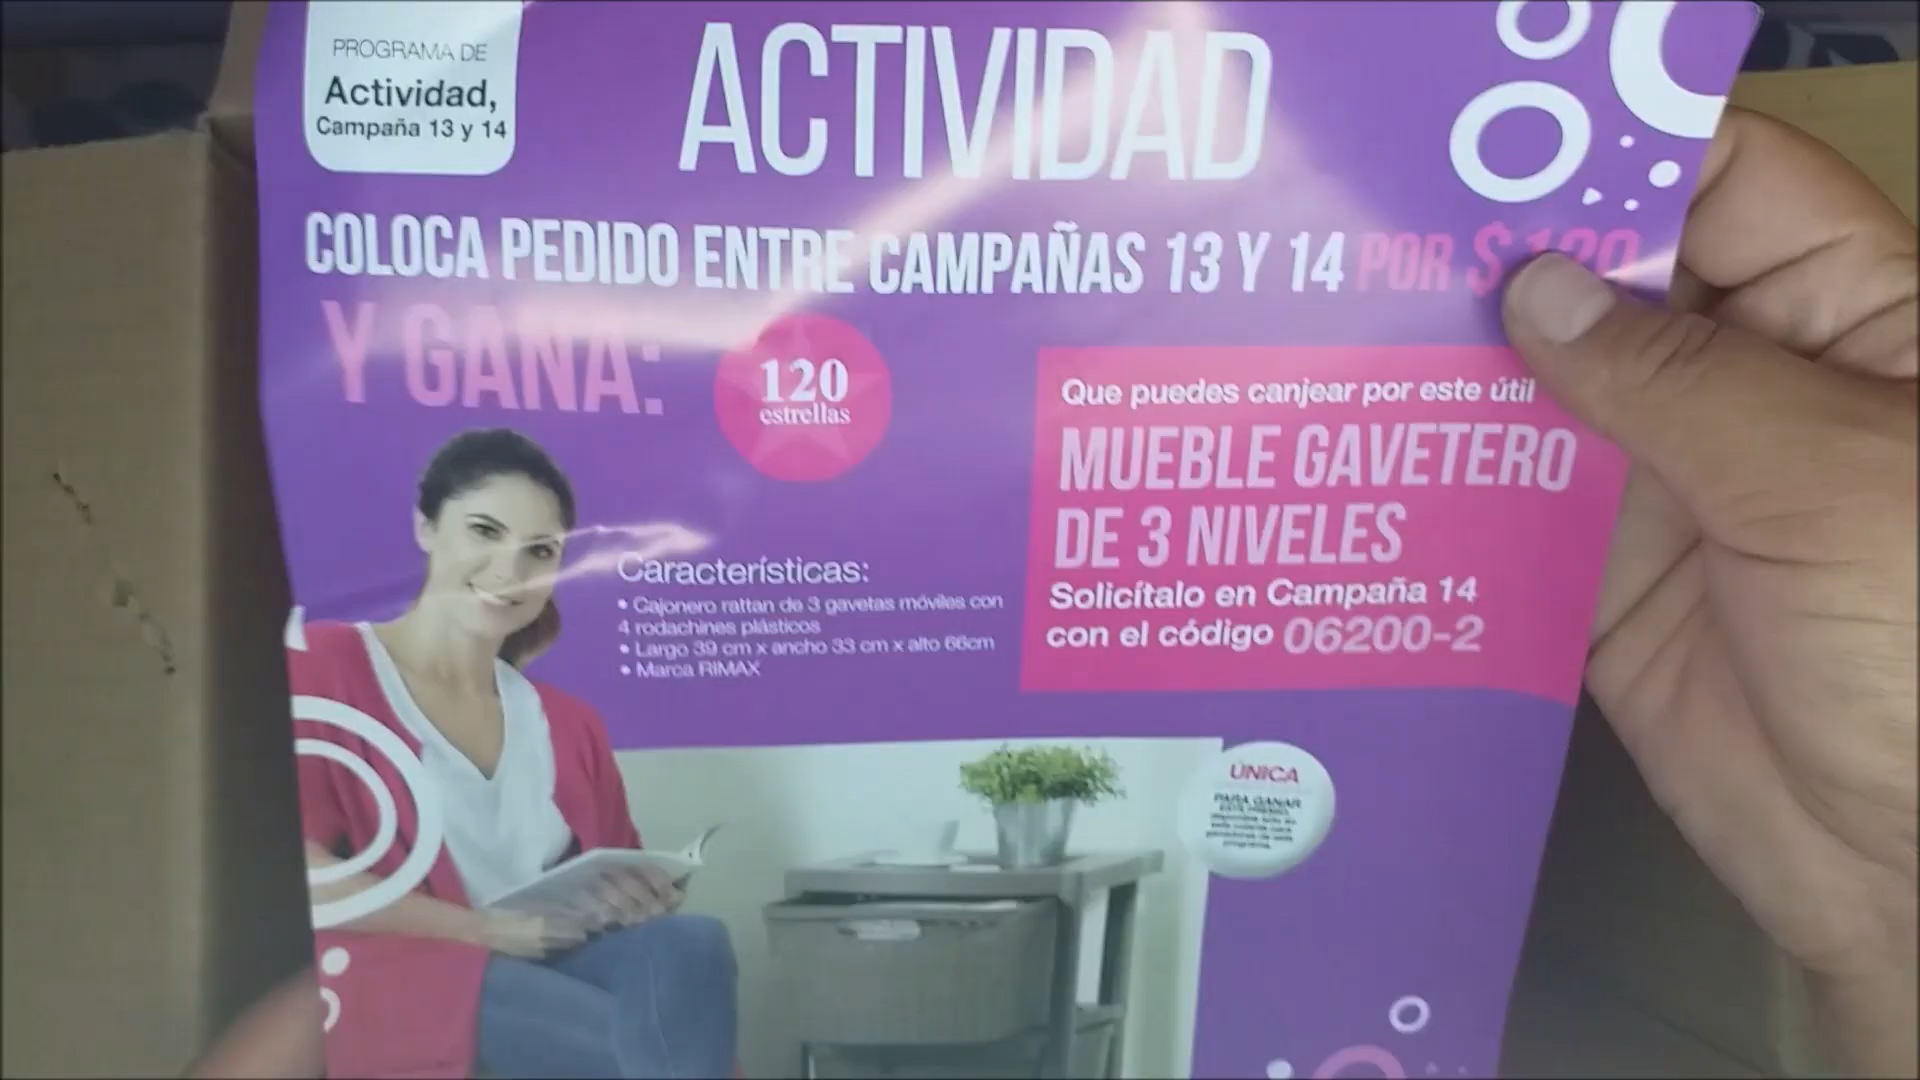 PROGRAMA DE
Actividad,
Campaña 13 y 14
ACTIVIDAD
COLOCA PEDIDO ENTRE CAMPAÑAS 13 Y 14 POR $
Y GANA:
120
estrellas
Que puedes canjear por este útil
MUEBLE GAVETERO
DE 3 NIVELES
Solicítalo en Campaña 14
con el código 06200-2
Características:
• Cajonero rattan de 3 gavetas móviles con
4 rodachines plásticos
• Largo 39 cm x ancho 33 cm x alto 66cm
• Marca RIMAX
ÚNICA
PARA GANAR